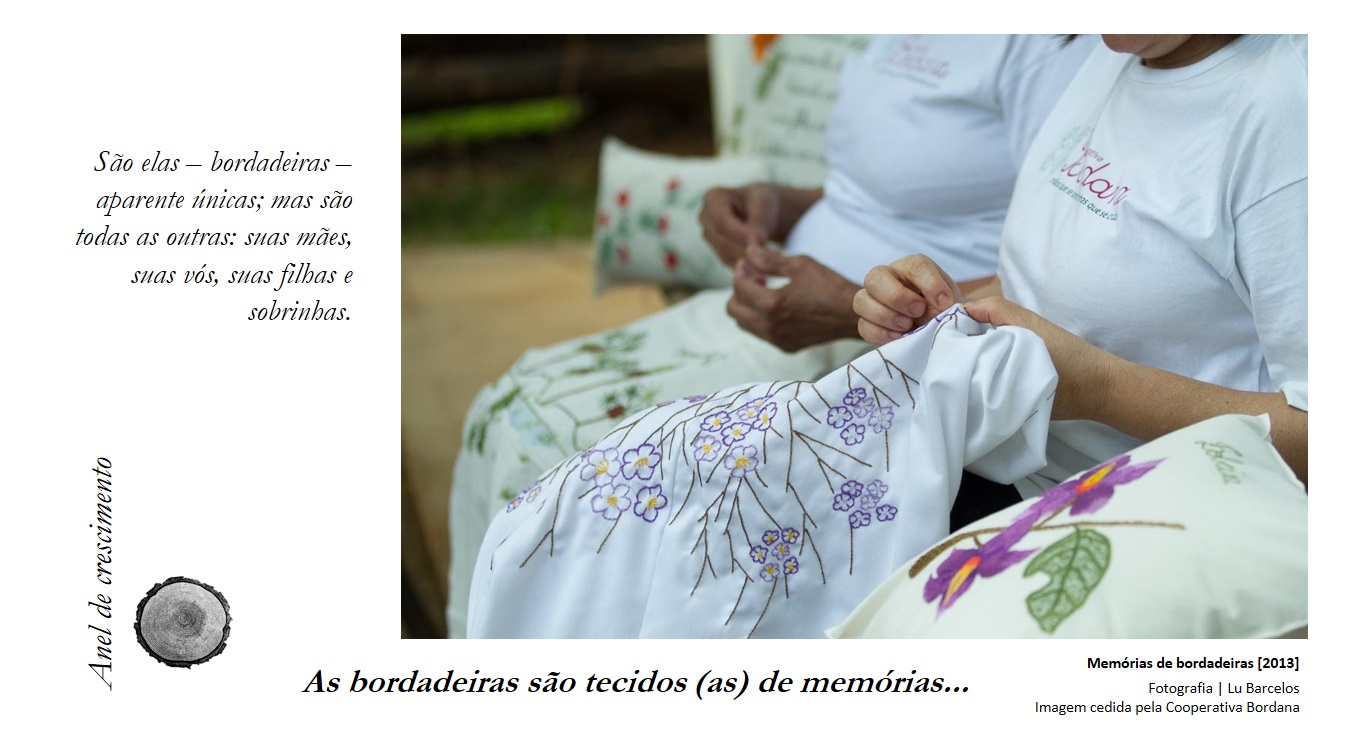 São elas – bordadeiras –
aparente únicas; mas são
todas as outras: suas mães,
suas vós, suas filhas e
sobrinhas.
Anel de crescimento
Bordana
As bordadeiras são tecidos (as) de memórias...
Memórias de bordadeiras [2013]
Fotografia | Lu Barcelos
Imagem cedida pela Cooperativa Bordana